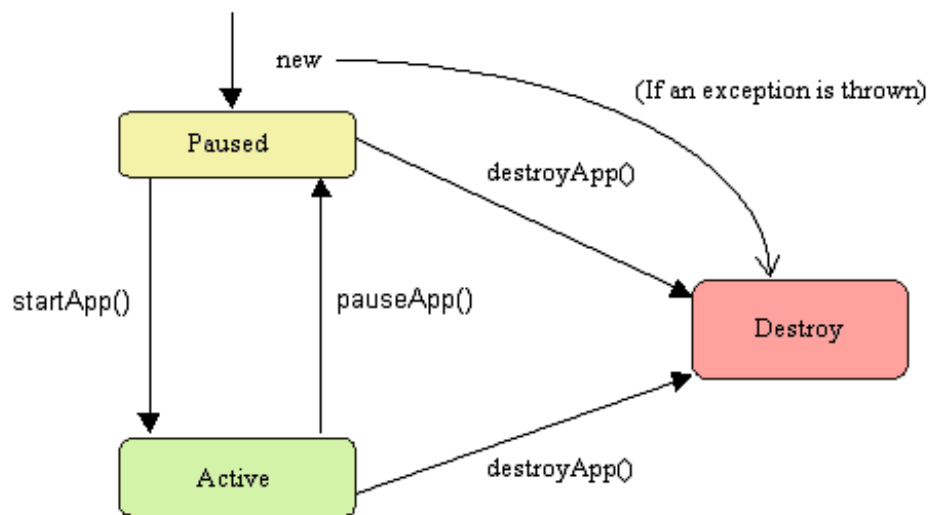 new
(If an exception is thrown)
Paused
destroyApp()
startApp()
pauseApp()
Destroy
Active
destroyApp()